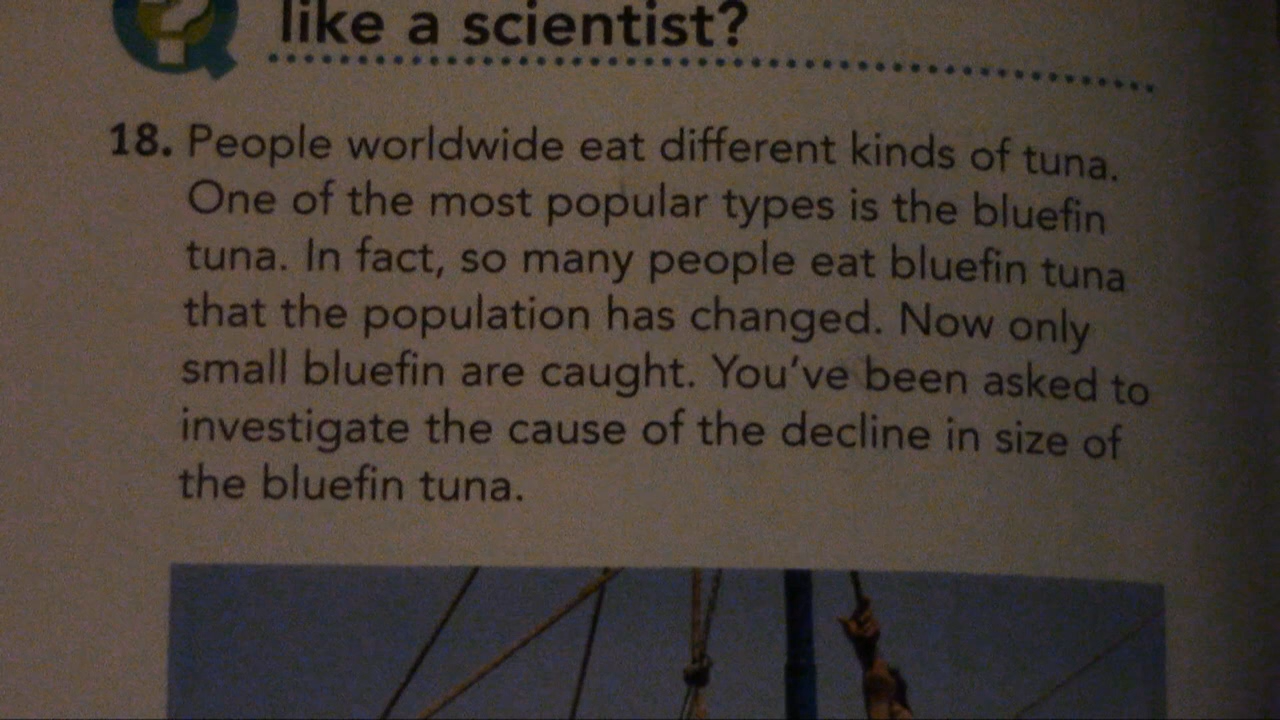 like a scientist?
18. People worldwide eat different kinds of tuna.
One of the most popular types is the bluefin
tuna. In fact, so many people eat bluefin tuna
that the population has changed. Now only
small bluefin are caught. You've been asked to
investigate the cause of the decline in size of
the bluefin tuna.